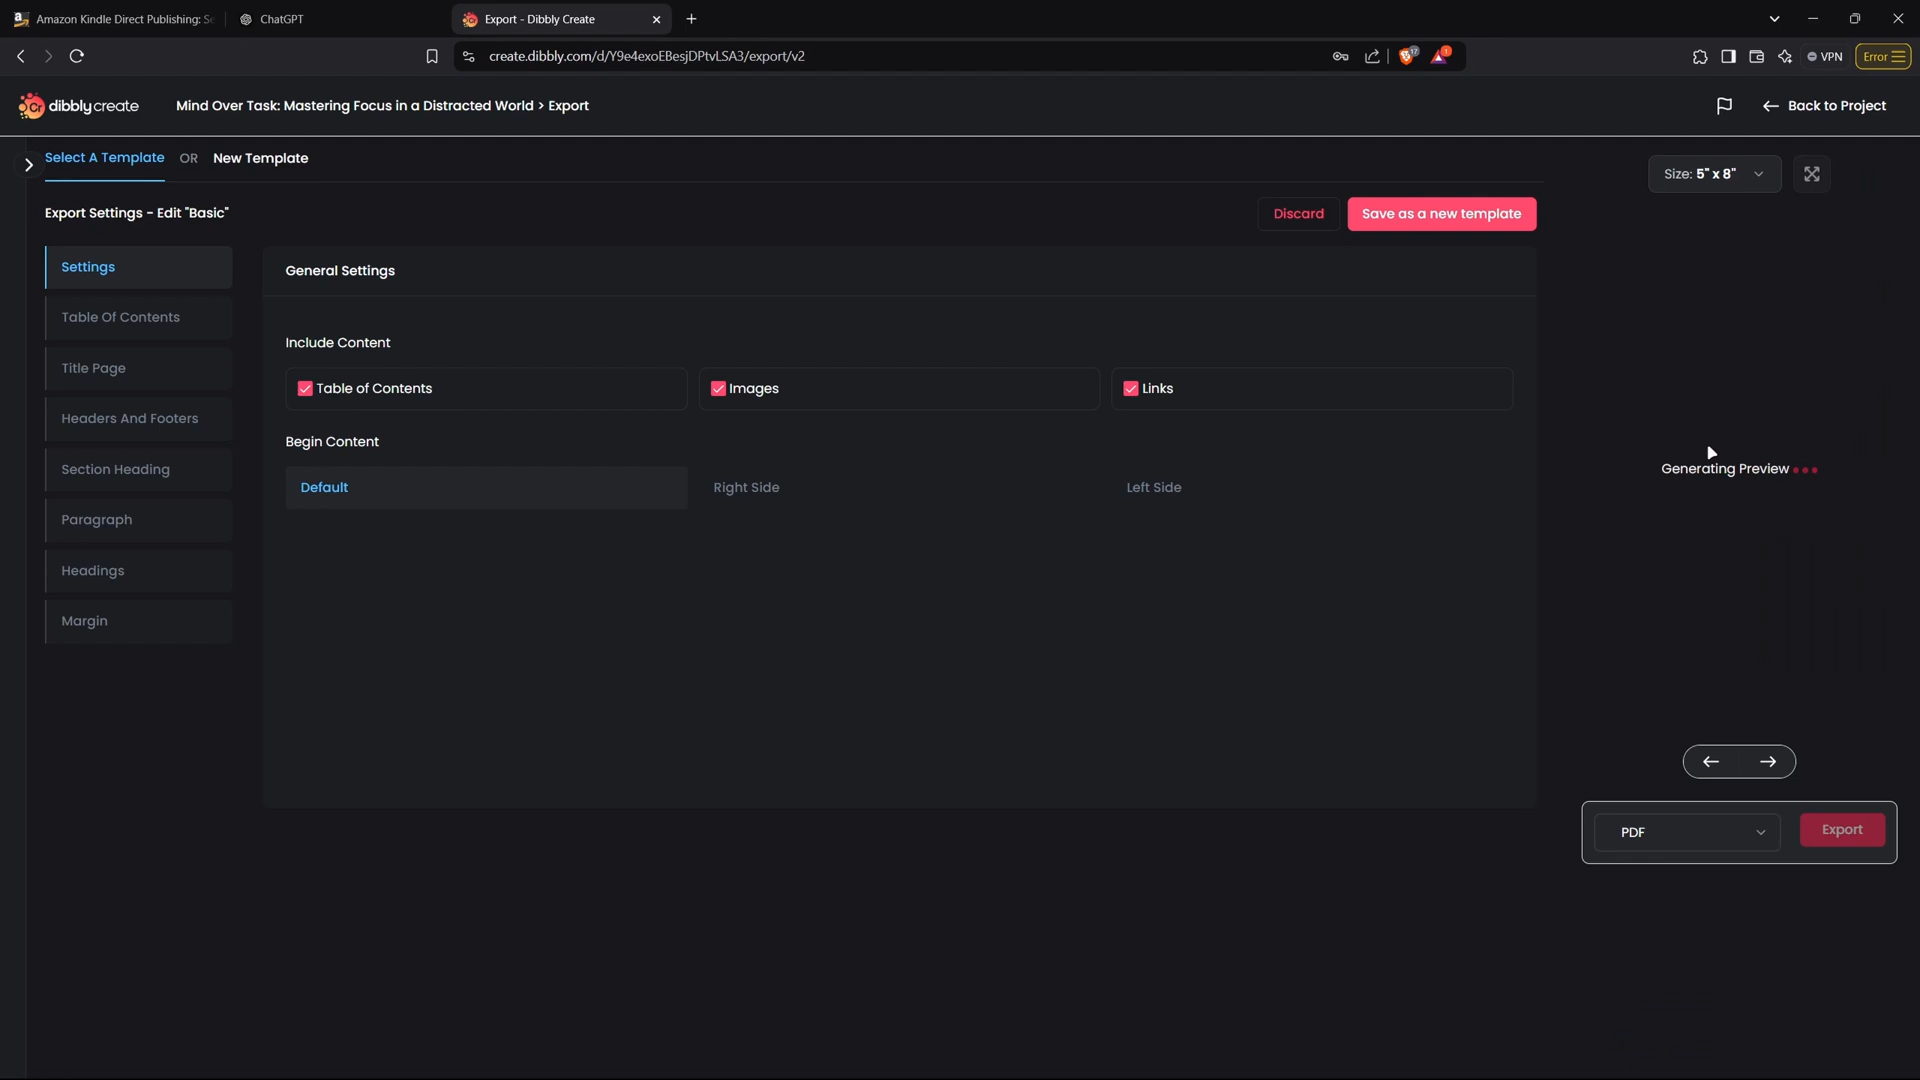 Amazon Kindle Direct Publishing: Se
ChatGPT
Export - Dibbly Create
create.dibbly.com/d/Y9e4exoEBesjDPtvLSA3/export/v2
17
1
VPN
Error
Cr dibblycreate
Mind Over Task: Mastering Focus in a Distracted World > Export
Back to Project
Select A Template OR New Template
Size: 5" x 8"
Export Settings - Edit "Basic"
Discard
Save as a new template
Settings
General Settings
Table Of Contents
Include Content
Title Page
Table of Contents
Images
Links
Headers And Footers
Begin Content
Section Heading
Generating Preview
Default
Right Side
Left Side
Paragraph
Headings
Margin
PDF
Export